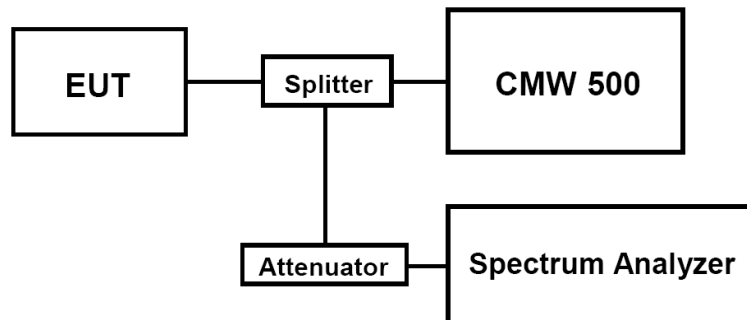 EUT
Splitter
CMW 500
Attenuator
Spectrum Analyzer